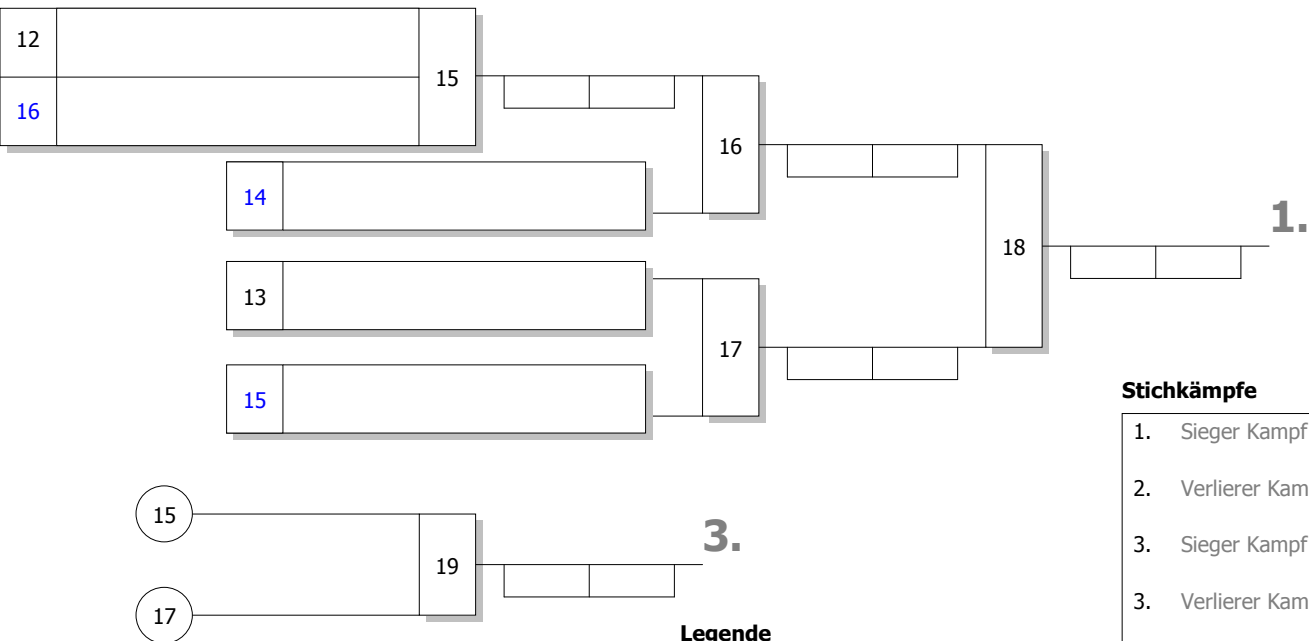 12
15
16
16
14
1.
18
13
17
15
Stichkämpfe
1. Sieger Kampf
2. Verlierer Kam
15
3.
3. Sieger Kampf
19
3. Verlierer Kam
17
Legende